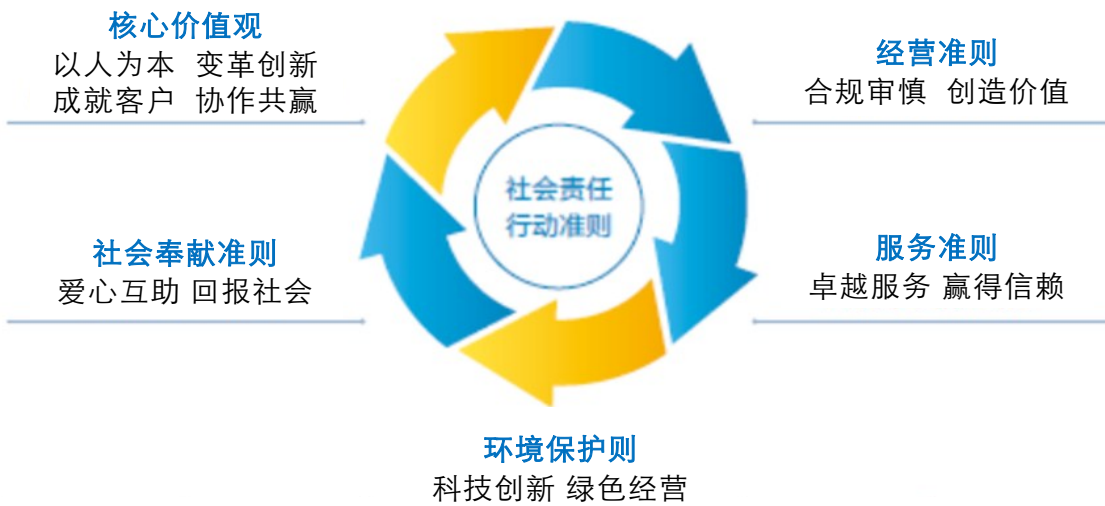 核心价值观
以人为本 变革创新
成就客户 协作共赢
经营准则
合规审慎 创造价值
社会责任
行动准则
社会奉献准则
爱心互助 回报社会
服务准则
卓越服务 赢得信赖
环境保护则
科技创新 绿色经营